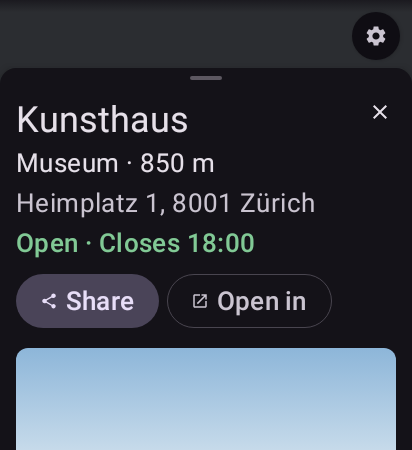 Kunsthaus
Museum · 850 m
Heimplatz 1, 8001 Zürich
Open · Closes 18:00
Share
Open in